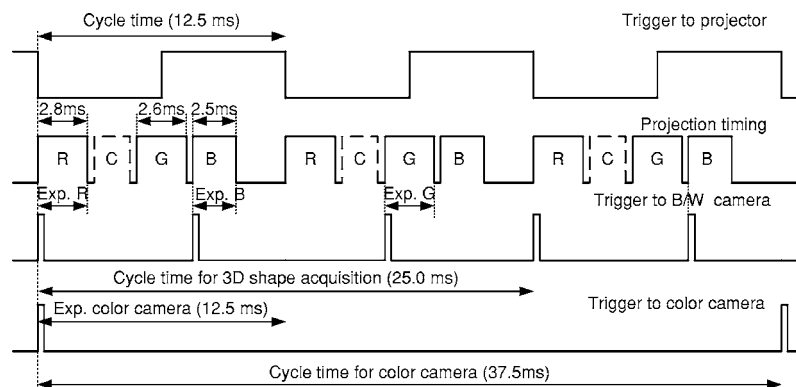 Cycle time (12.5 ms)
Trigger to projector
2.8ms 2.6ms 2.5ms
Projection timing
R C G B R C G B R C G B
Exp. R Exp. B Exp. G
Trigger to B/W camera
Cycle time for 3D shape acquisition (25.0 ms)
Exp. color camera (12.5 ms)
Trigger to color camera
Cycle time for color camera (37.5ms)